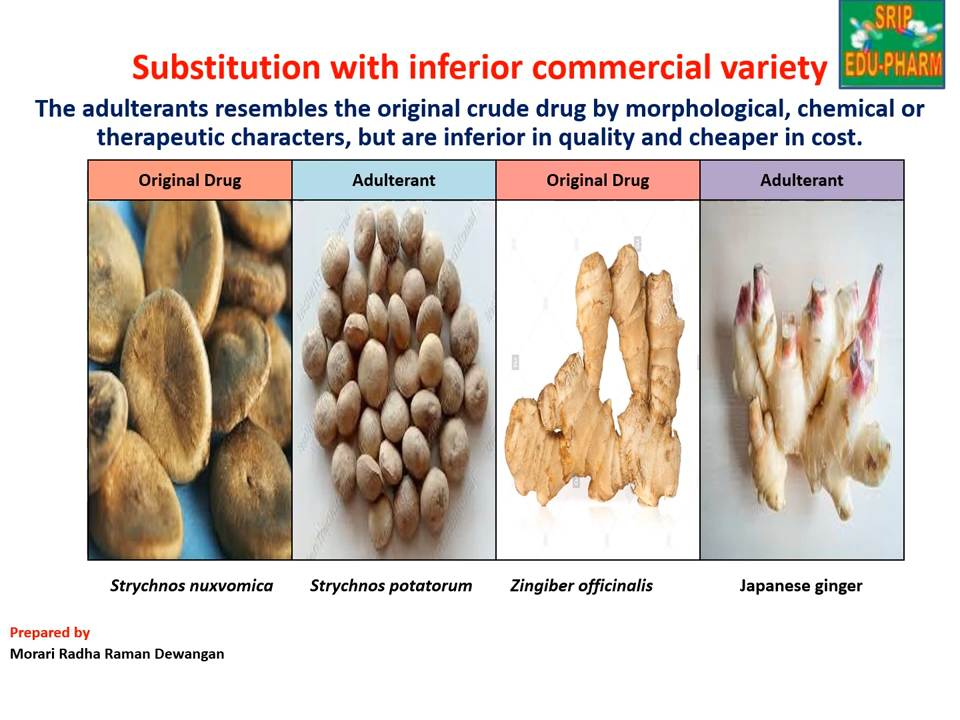 SRIP
EDU-PHARM
Substitution with inferior commercial variety
The adulterants resembles the original crude drug by morphological, chemical or
therapeutic characters, but are inferior in quality and cheaper in cost.
Original Drug
Adulterant
Original Drug
Adulterant
Strychnos nuxvomica
Strychnos potatorum
Zingiber officinalis
Japanese ginger
Prepared by
Morari Radha Raman Dewangan